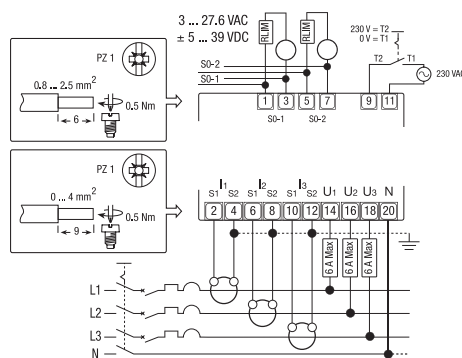 3 ... 27.6 VAC
± 5 ... 39 VDC
PZ 1
0.8 ... 2.5 mm²
0.5 Nm
6
RLIM
RLIM
S0-2
S0-1
230 V = T2
0 V = T1
T2 T1
230 VAC
1 3 5 7 9 11
S0-1 S0-2
PZ 1
0 ... 4 mm²
0.5 Nm
9
I1 I2 I3 U1 U2 U3 N
S1 S2 S1 S2 S1 S2
2 4 6 8 10 12 14 16 18 20
6 A Max 6 A Max 6 A Max
L1
L2
L3
N